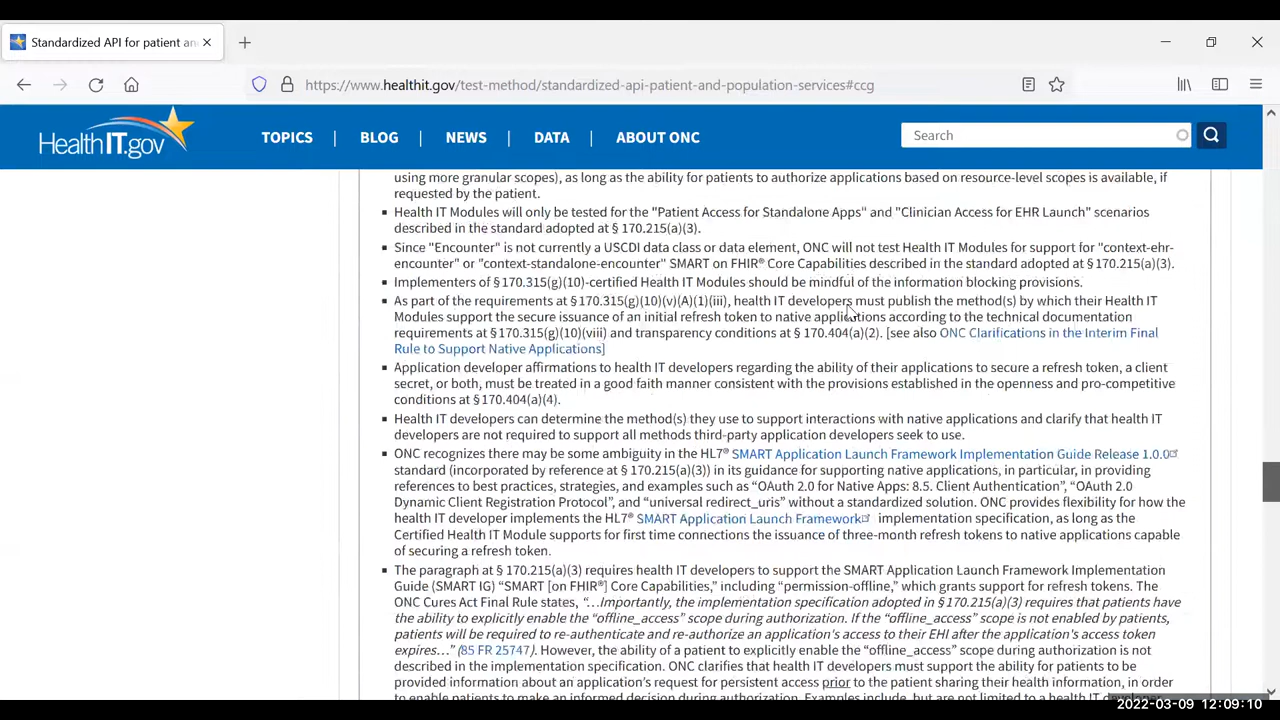 Standardized API for patient an
https://www.healthit.gov/test-method/standardized-api-patient-and-population-services#ccg
HealthIT.gov
TOPICS | BLOG | NEWS | DATA | ABOUT ONC
Search
using more granular scopes), as long as the ability for patients to authorize applications based on resource-level scopes is available, if
requested by the patient.
Health IT Modules will only be tested for the "Patient Access for Standalone Apps" and "Clinician Access for EHR Launch" scenarios
described in the standard adopted at § 170.215(a)(3).
Since "Encounter" is not currently a USCDI data class or data element, ONC will not test Health IT Modules for support for "context-ehr-
encounter" or "context-standalone-encounter" SMART on FHIR® Core Capabilities described in the standard adopted at § 170.215(a)(3).
Implementers of § 170.315(g)(10)-certified Health IT Modules should be mindful of the information blocking provisions.
As part of the requirements at § 170.315(g)(10)(v)(A)(1)(iii), health IT developers must publish the method(s) by which their Health IT
Modules support the secure issuance of an initial refresh token to native applications according to the technical documentation
requirements at § 170.315(g)(10)(viii) and transparency conditions at § 170.404(a)(2). [see also ONC Clarifications in the Interim Final
Rule to Support Native Applications]
Application developer affirmations to health IT developers regarding the ability of their applications to secure a refresh token, a client
secret, or both, must be treated in a good faith manner consistent with the provisions established in the openness and pro-competitive
conditions at § 170.404(a)(4).
Health IT developers can determine the method(s) they use to support interactions with native applications and clarify that health IT
developers are not required to support all methods third-party application developers seek to use.
ONC recognizes there may be some ambiguity in the HL7® SMART Application Launch Framework Implementation Guide Release 1.0.0
standard (incorporated by reference at § 170.215(a)(3)) in its guidance for supporting native applications, in particular, in providing
references to best practices, strategies, and examples such as “OAuth 2.0 for Native Apps: 8.5. Client Authentication”, “OAuth 2.0
Dynamic Client Registration Protocol”, and “universal redirect_uris” without a standardized solution. ONC provides flexibility for how the
health IT developer implements the HL7® SMART Application Launch Framework implementation specification, as long as the
Certified Health IT Module supports for first time connections the issuance of three-month refresh tokens to native applications capable
of securing a refresh token.
The paragraph at § 170.215(a)(3) requires health IT developers to support the SMART Application Launch Framework Implementation
Guide (SMART IG) “SMART [on FHIR®] Core Capabilities,” including “permission-offline,” which grants support for refresh tokens. The
ONC Cures Act Final Rule states, “…Importantly, the implementation specification adopted in § 170.215(a)(3) requires that patients have
the ability to explicitly enable the “offline_access” scope during authorization. If the “offline_access” scope is not enabled by patients,
patients will be required to re-authenticate and re-authorize an application's access to their EHI after the application's access token
expires…” (85 FR 25747). However, the ability of a patient to explicitly enable the “offline_access” scope during authorization is not
described in the implementation specification. ONC clarifies that health IT developers must support the ability for patients to be
provided information about an application's request for persistent access prior to the patient sharing their health information, in order
to enable patients to make an informed decision during authorization. Examples include, but are not limited to a health IT developer
2022-03-09 12:09:10